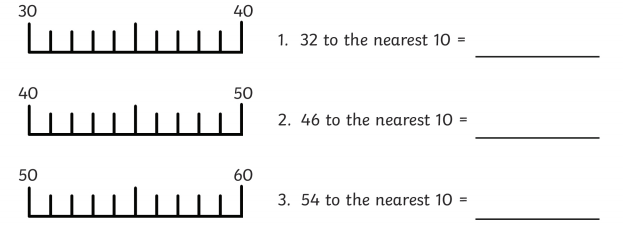 30 40
1. 32 to the nearest 10 =
40 50
2. 46 to the nearest 10 =
50 60
3. 54 to the nearest 10 =